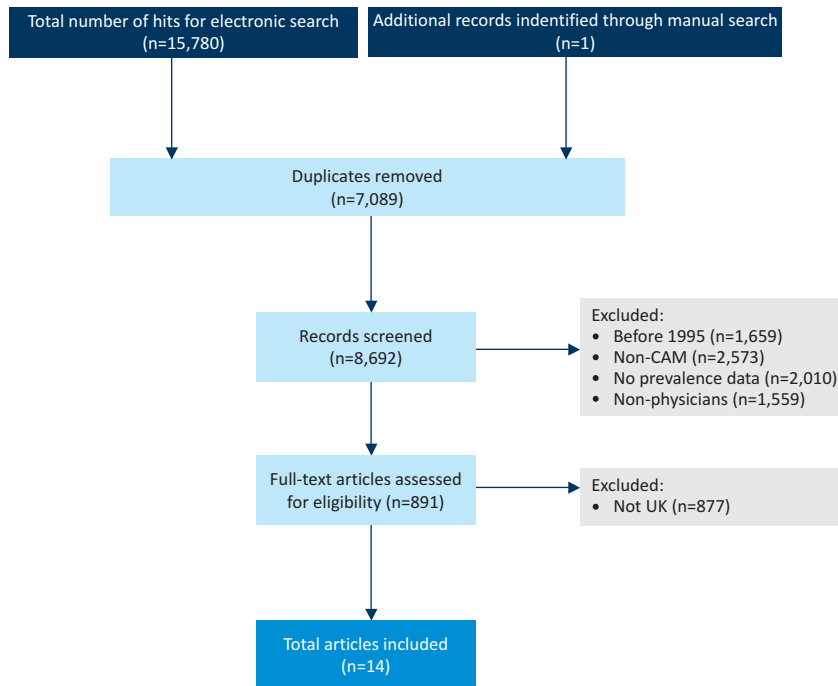 Total number of hits for electronic search
(n=15,780)
Additional records indentified through manual search
(n=1)
Duplicates removed
(n=7,089)
Records screened
(n=8,692)
Excluded:
• Before 1995 (n=1,659)
• Non-CAM (n=2,573)
• No prevalence data (n=2,010)
• Non-physicians (n=1,559)
Full-text articles assessed
for eligibility (n=891)
Excluded:
• Not UK (n=877)
Total articles included
(n=14)